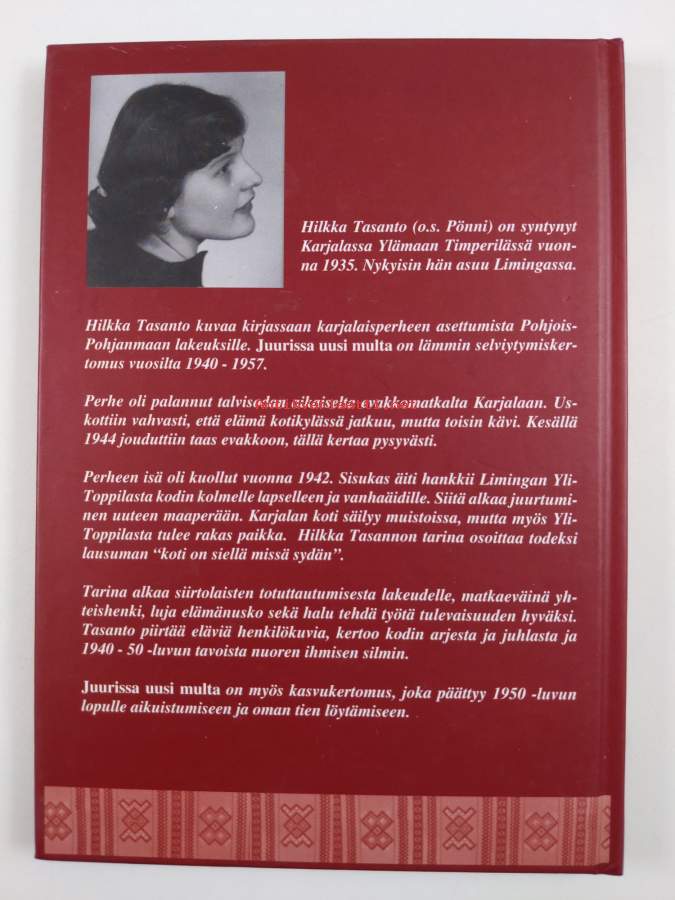 Hilkka Tasanto (o.s. Pönni) on syntynyt
Karjalassa Ylämaan Timperilässä vuon-
na 1935. Nykyisin hän asuu Limingassa.
Hilkka Tasanto kuvaa kirjassaan karjalaisperheen asettumista Pohjois-
Pohjanmaan lakeuksille. Juurissa uusi multa on lämmin selviytymisker-
tomus vuosilta 1940 - 1957.
Perhe oli palannut talvisodan aikaiselta evakkomatkalta Karjalaan. Us-
kottiin vahvasti, että elämä kotikylässä jatkuu, mutta toisin kävi. Kesällä
1944 jouduttiin taas evakkoon, tällä kertaa pysyvästi.
Perheen isä oli kuollut vuonna 1942. Sisukas äiti hankkii Limingan Yli-
Toppilasta kodin kolmelle lapselleen ja vanhaäidille. Siitä alkaa juurtumi-
nen uuteen maaperään. Karjalan koti säilyy muistoissa, mutta myös Yli-
Toppilasta tulee rakas paikka. Hilkka Tasannon tarina osoittaa todeksi
lausuman “koti on siellä missä sydän”.
Tarina alkaa siirtolaisten totuttautumisesta lakeudelle, matkaeväinä yh-
teishenki, luja elämänusko sekä halu tehdä työtä tulevaisuuden hyväksi.
Tasanto piirtää eläviä henkilökuvia, kertoo kodin arjesta ja juhlasta ja
1940 - 50 -luvun tavoista nuoren ihmisen silmin.
Juurissa uusi multa on myös kasvukertomus, joka päättyy 1950 -luvun
lopulle aikuistumiseen ja oman tien löytämiseen.